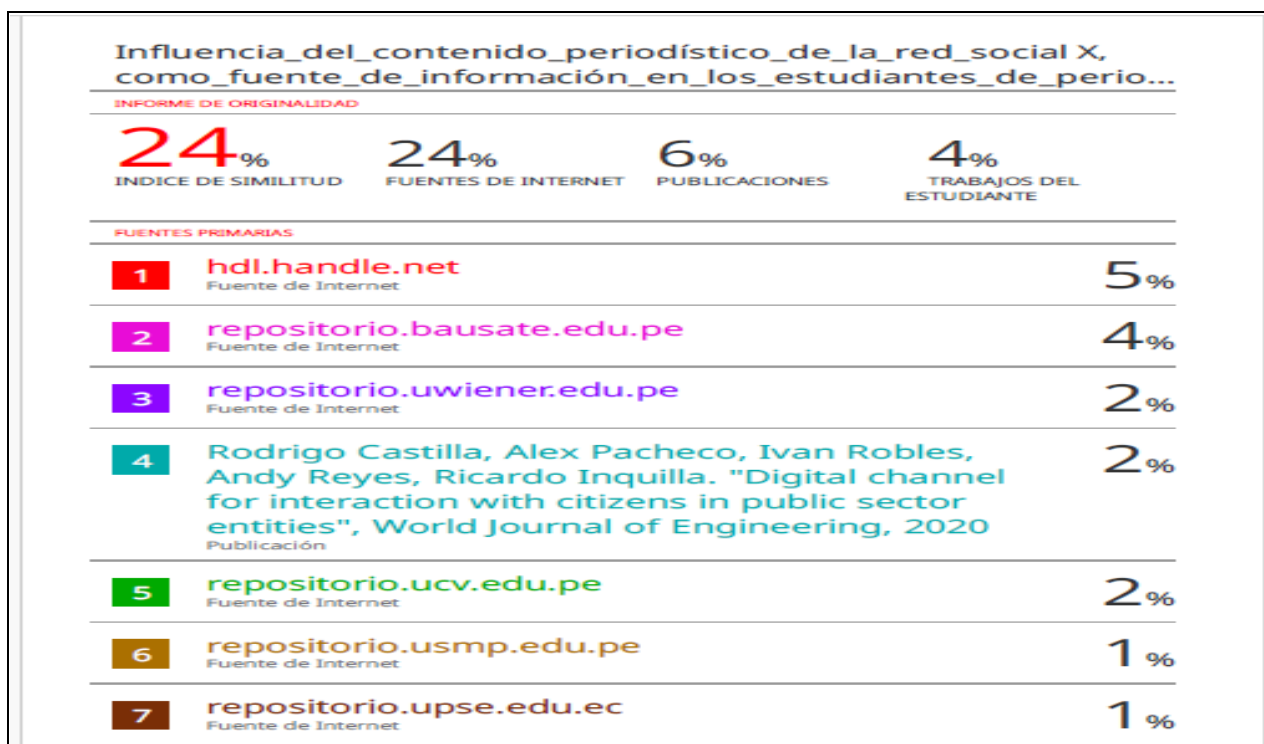 Influencia_del_contenido_periodístico_de_la_red_social X,
como_fuente_de_información_en_los_estudiantes_de_perio...
INFORME DE ORIGINALIDAD
24% 24% 6% 4%
INDICE DE SIMILITUD FUENTES DE INTERNET PUBLICACIONES TRABAJOS DEL
ESTUDIANTE
FUENTES PRIMARIAS
1 hdl.handle.net 5%
Fuente de Internet
2 repositorio.bausate.edu.pe 4%
Fuente de Internet
3 repositorio.uwiener.edu.pe 2%
Fuente de Internet
4 Rodrigo Castilla, Alex Pacheco, Ivan Robles, 2%
Andy Reyes, Ricardo Inquilla. "Digital channel
for interaction with citizens in public sector
entities", World Journal of Engineering, 2020
Publicación
5 repositorio.ucv.edu.pe 2%
Fuente de Internet
6 repositorio.usmp.edu.pe 1%
Fuente de Internet
7 repositorio.upse.edu.ec 1%
Fuente de Internet